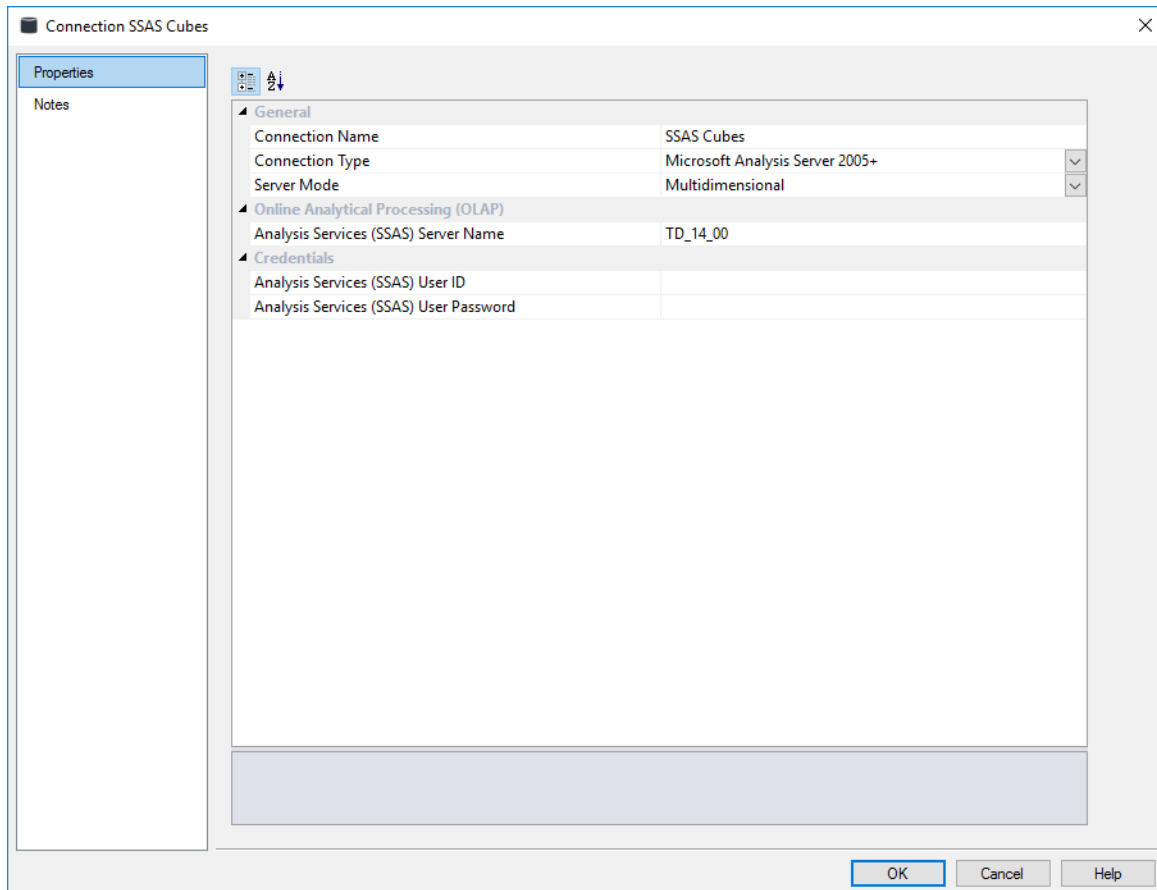 Connection SSAS Cubes
Properties
Notes
General
Connection Name SSAS Cubes
Connection Type Microsoft Analysis Server 2005+
Server Mode Multidimensional
Online Analytical Processing (OLAP)
Analysis Services (SSAS) Server Name TD_14_00
Credentials
Analysis Services (SSAS) User ID
Analysis Services (SSAS) User Password
OK Cancel Help